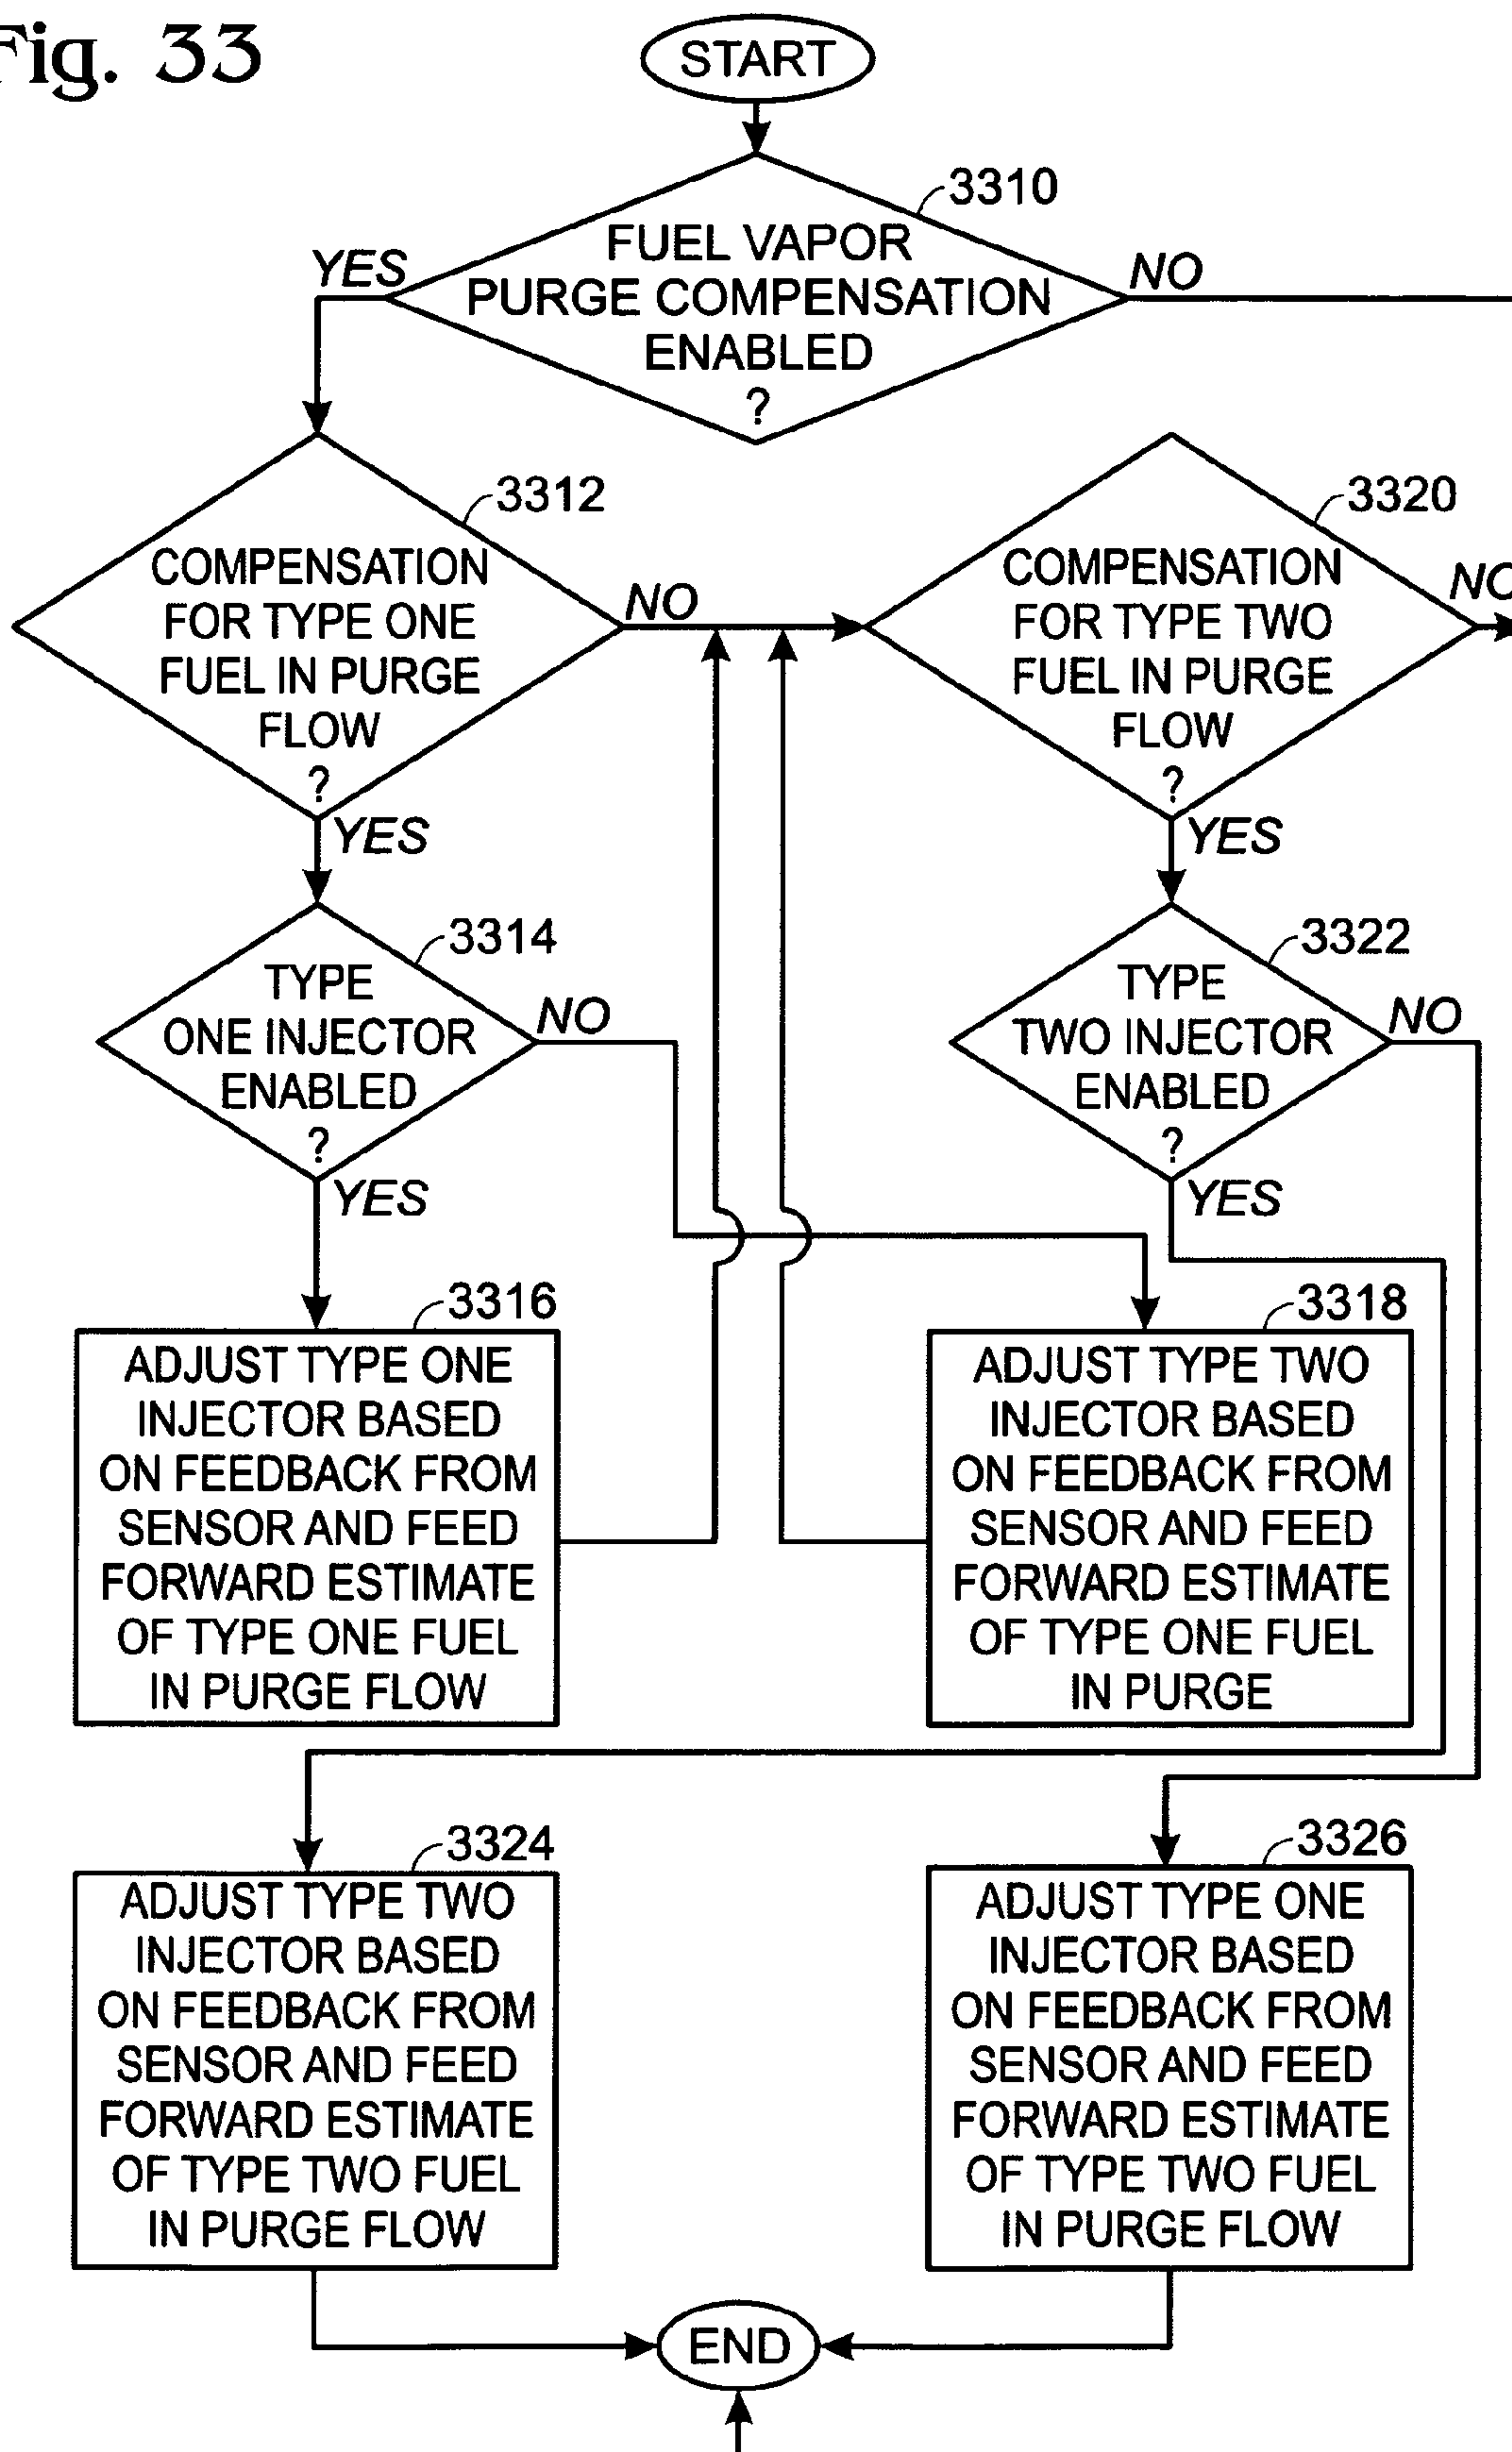 Fig. 33
START
3310
FUEL VAPOR
PURGE COMPENSATION
ENABLED
?
YES
NO
3312
COMPENSATION
FOR TYPE ONE
FUEL IN PURGE
FLOW
?
NO
YES
3320
COMPENSATION
FOR TYPE TWO
FUEL IN PURGE
FLOW
?
NO
YES
3314
TYPE
ONE INJECTOR
ENABLED
?
NO
YES
3322
TYPE
TWO INJECTOR
ENABLED
?
NO
YES
3316
ADJUST TYPE ONE
INJECTOR BASED
ON FEEDBACK FROM
SENSOR AND FEED
FORWARD ESTIMATE
OF TYPE ONE FUEL
IN PURGE FLOW
3318
ADJUST TYPE TWO
INJECTOR BASED
ON FEEDBACK FROM
SENSOR AND FEED
FORWARD ESTIMATE
OF TYPE ONE FUEL
IN PURGE
3324
ADJUST TYPE TWO
INJECTOR BASED
ON FEEDBACK FROM
SENSOR AND FEED
FORWARD ESTIMATE
OF TYPE TWO FUEL
IN PURGE FLOW
3326
ADJUST TYPE ONE
INJECTOR BASED
ON FEEDBACK FROM
SENSOR AND FEED
FORWARD ESTIMATE
OF TYPE TWO FUEL
IN PURGE FLOW
END